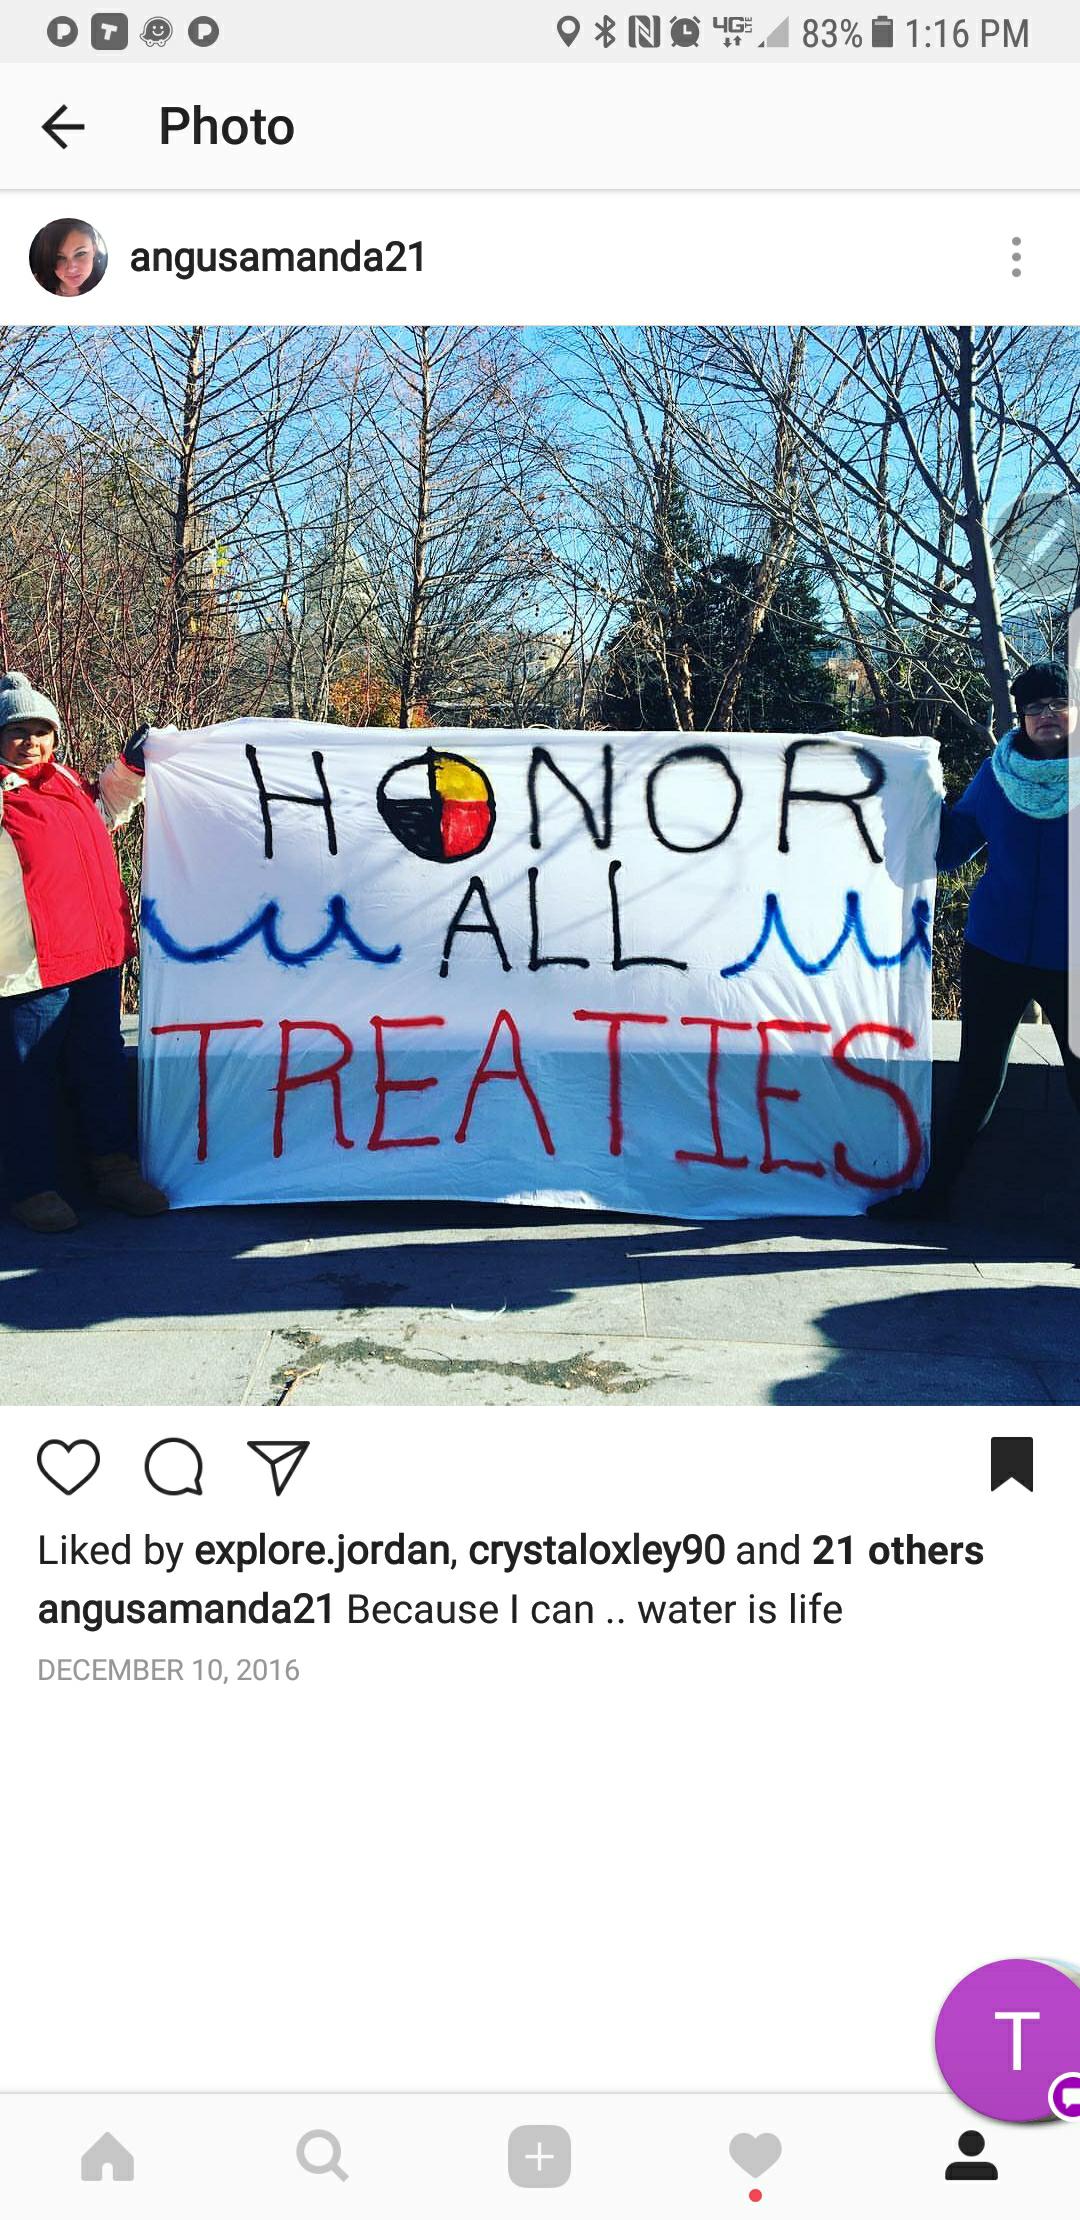 83% 1:16 PM
Photo
angusamanda21
HONOR
ALL
TREATIES
Liked by explore.jordan, crystaloxley90 and 21 others
angusamanda21 Because I can .. water is life
DECEMBER 10, 2016
T